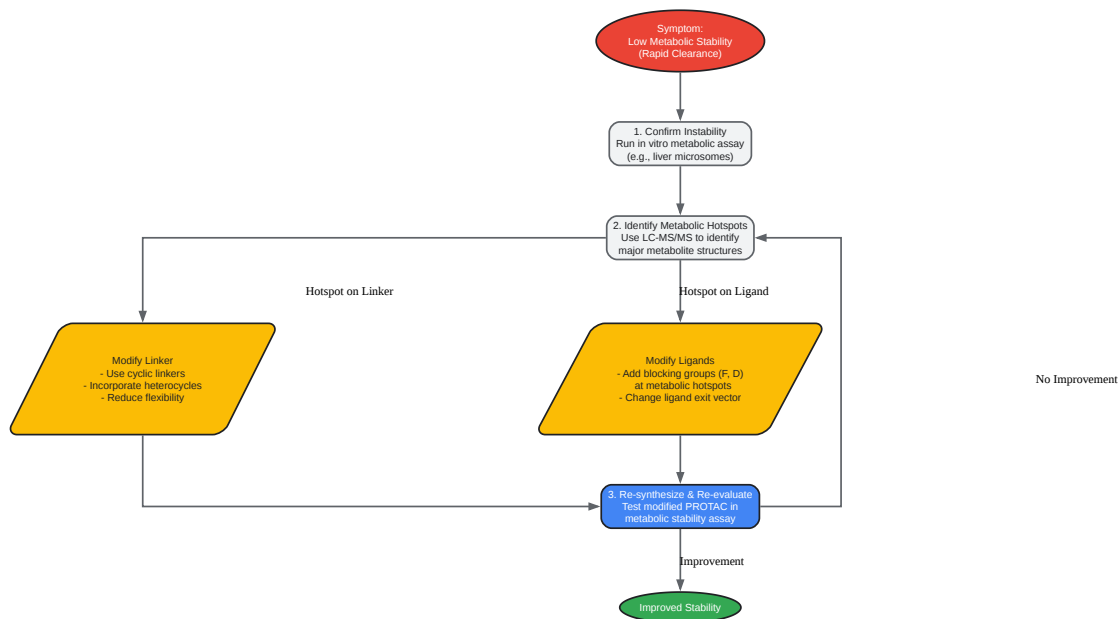 Symptom:
Low Metabolic Stability
(Rapid Clearance)
1. Confirm Instability
Run in vitro metabolic assay
(e.g., liver microsomes)
2. Identify Metabolic Hotspots
Use LC-MS/MS to identify
major metabolite structures
Hotspot on Linker
Hotspot on Ligand
Modify Linker
- Use cyclic linkers
- Incorporate heterocycles
- Reduce flexibility
Modify Ligands
- Add blocking groups (F, D)
at metabolic hotspots
- Change ligand exit vector
No Improvement
3. Re-synthesize & Re-evaluate
Test modified PROTAC in
metabolic stability assay
Improvement
Improved Stability